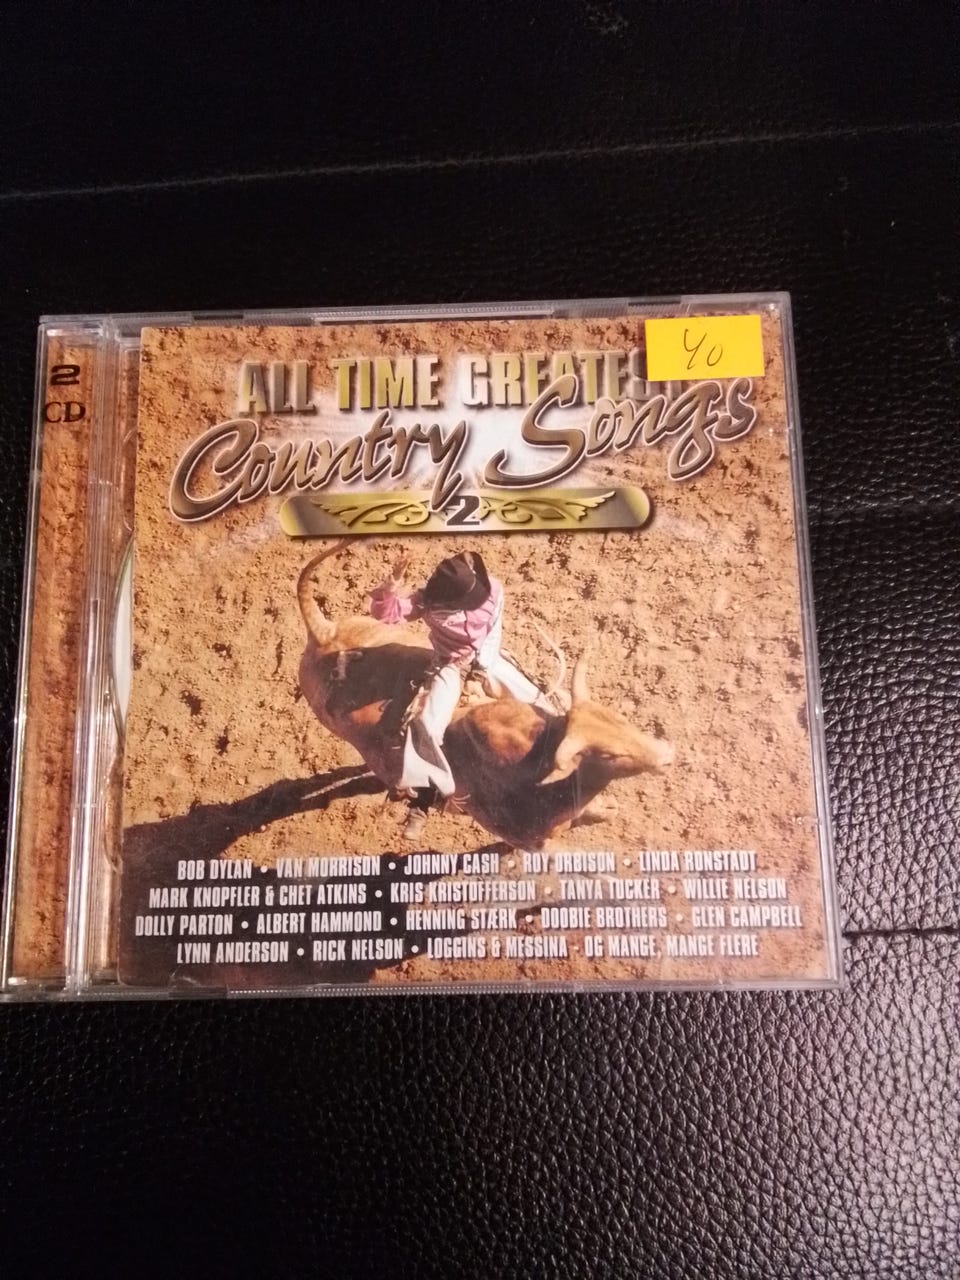 2
CD
40
ALL TIME GREATES
Country Songs
2
BOB DYLAN • VAN MORRISON • JOHNNY CASH • ROY ORBISON • LINDA RONSTADT
MARK KNOPFLER & CHET ATKINS • KRIS KRISTOFFERSON • TANYA TUCKER • WILLIE NELSON
DOLLY PARTON • ALBERT HAMMOND • HENNING STÆRK • DOOBIE BROTHERS • GLEN CAMPBELL
LYNN ANDERSON • RICK NELSON • LOGGINS & MESSINA - OG MANGE, MANGE FLERE